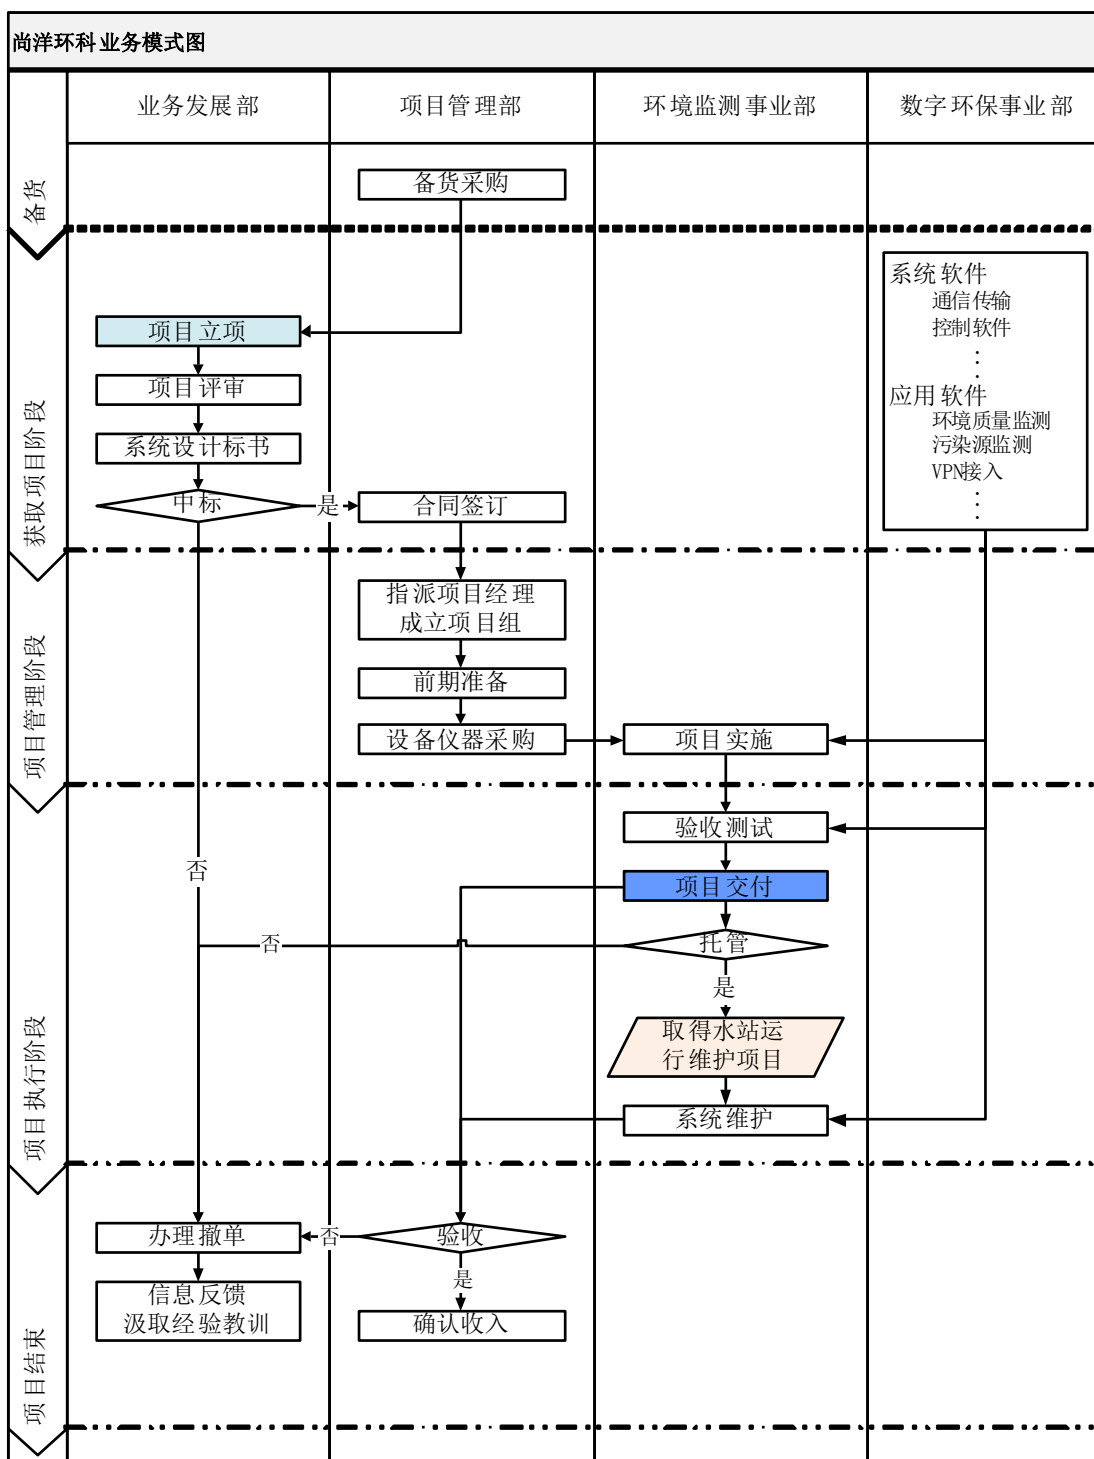 尚洋环科业务模式图
业务发展部
项目管理部
环境监测事业部
数字环保事业部
备货
备货采购
获取项目阶段
系统软件
通信传输
控制软件
应用软件
环境质量监测
污染源监测
VPN接入
项目立项
项目评审
系统设计标书
中标
是
合同签订
项目管理阶段
指派项目经理
成立项目组
前期准备
设备仪器采购
项目实施
项目执行阶段
验收测试
否
项目交付
否
托管
是
取得水站运
行维护项目
系统维护
项目结束
办理撤单
否
验收
是
信息反馈
汲取经验教训
确认收入